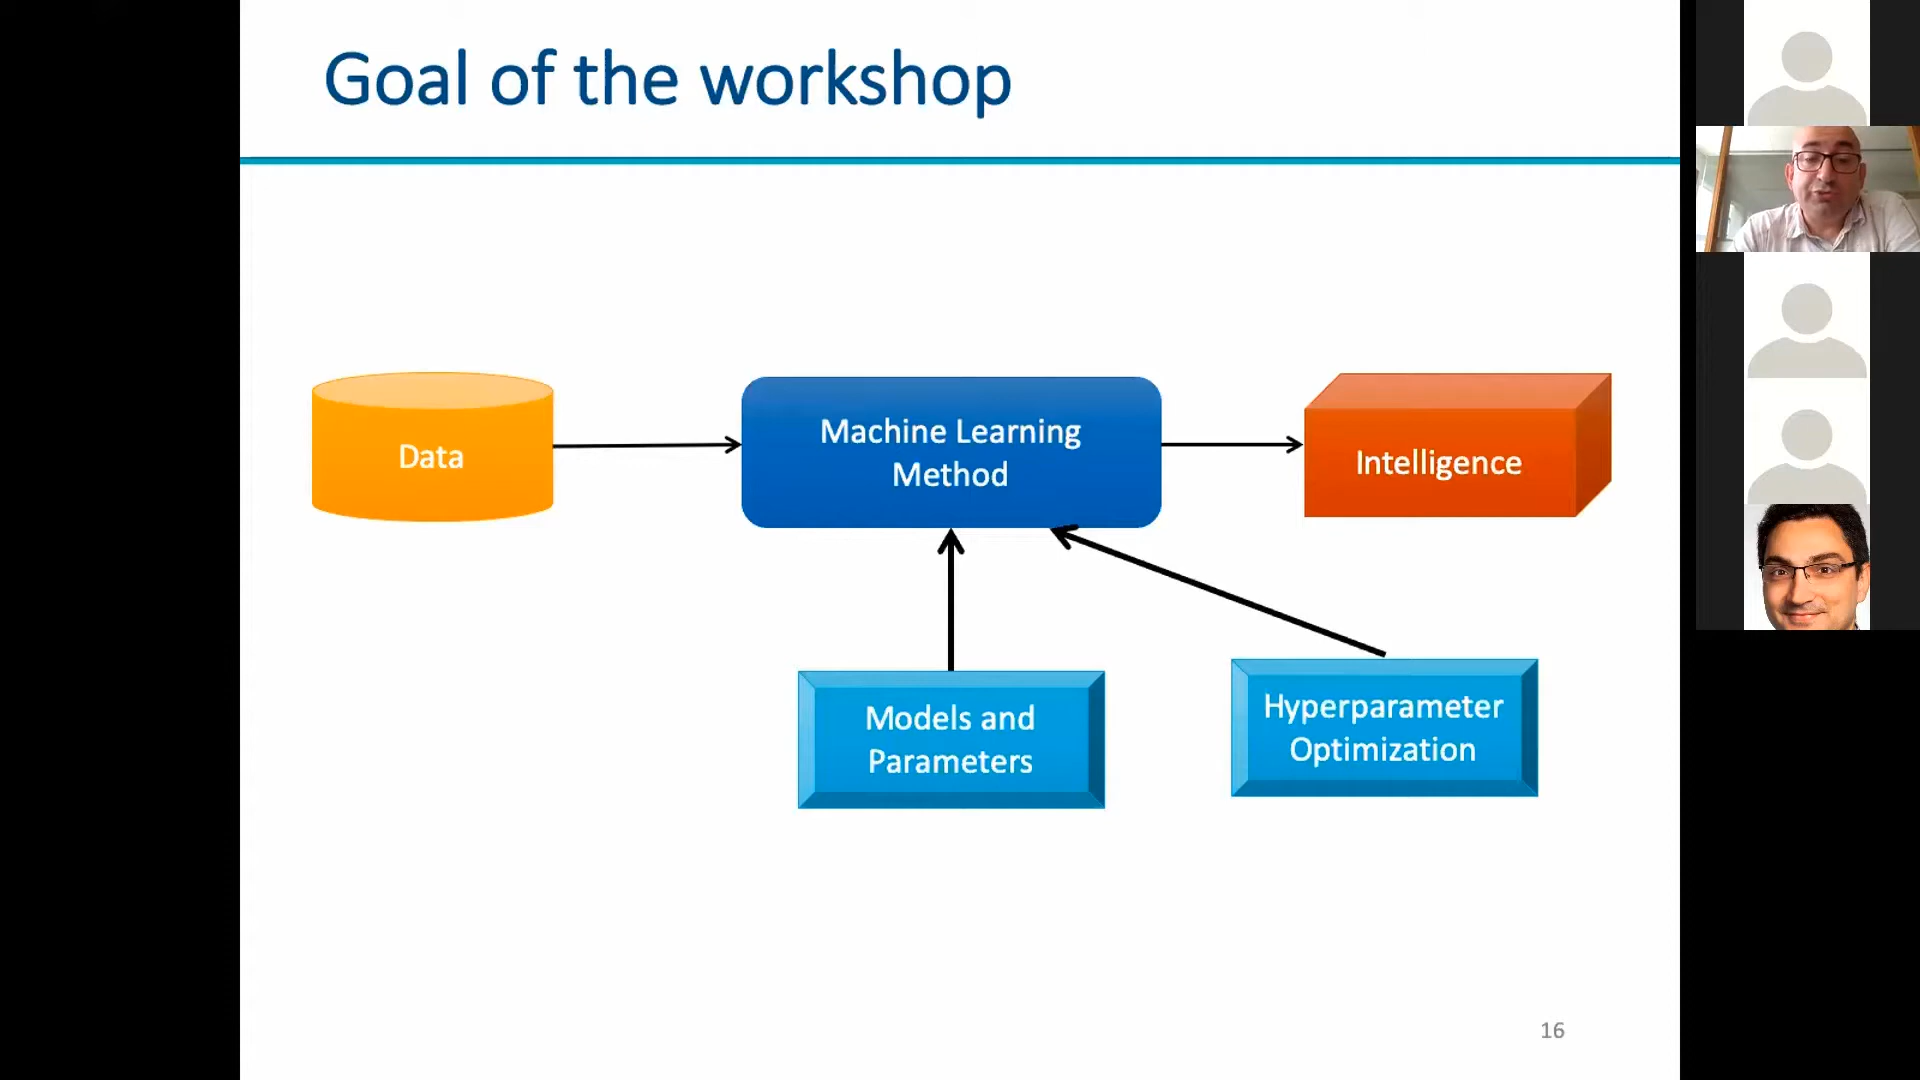 Goal of the workshop
Data
Machine Learning
Method
Intelligence
Models and
Parameters
Hyperparameter
Optimization
16